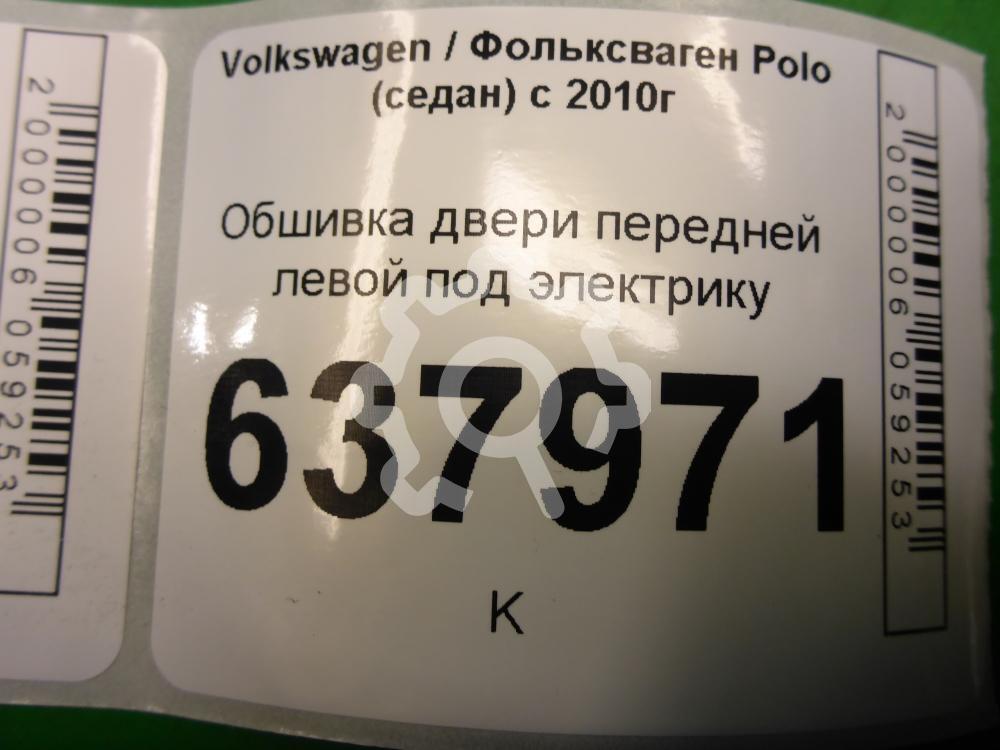 Volkswagen / Фольксваген Polo
(седан) с 2010г
Обшивка двери передней
левой под электрику
637971
К
2000006059253
2000006059253